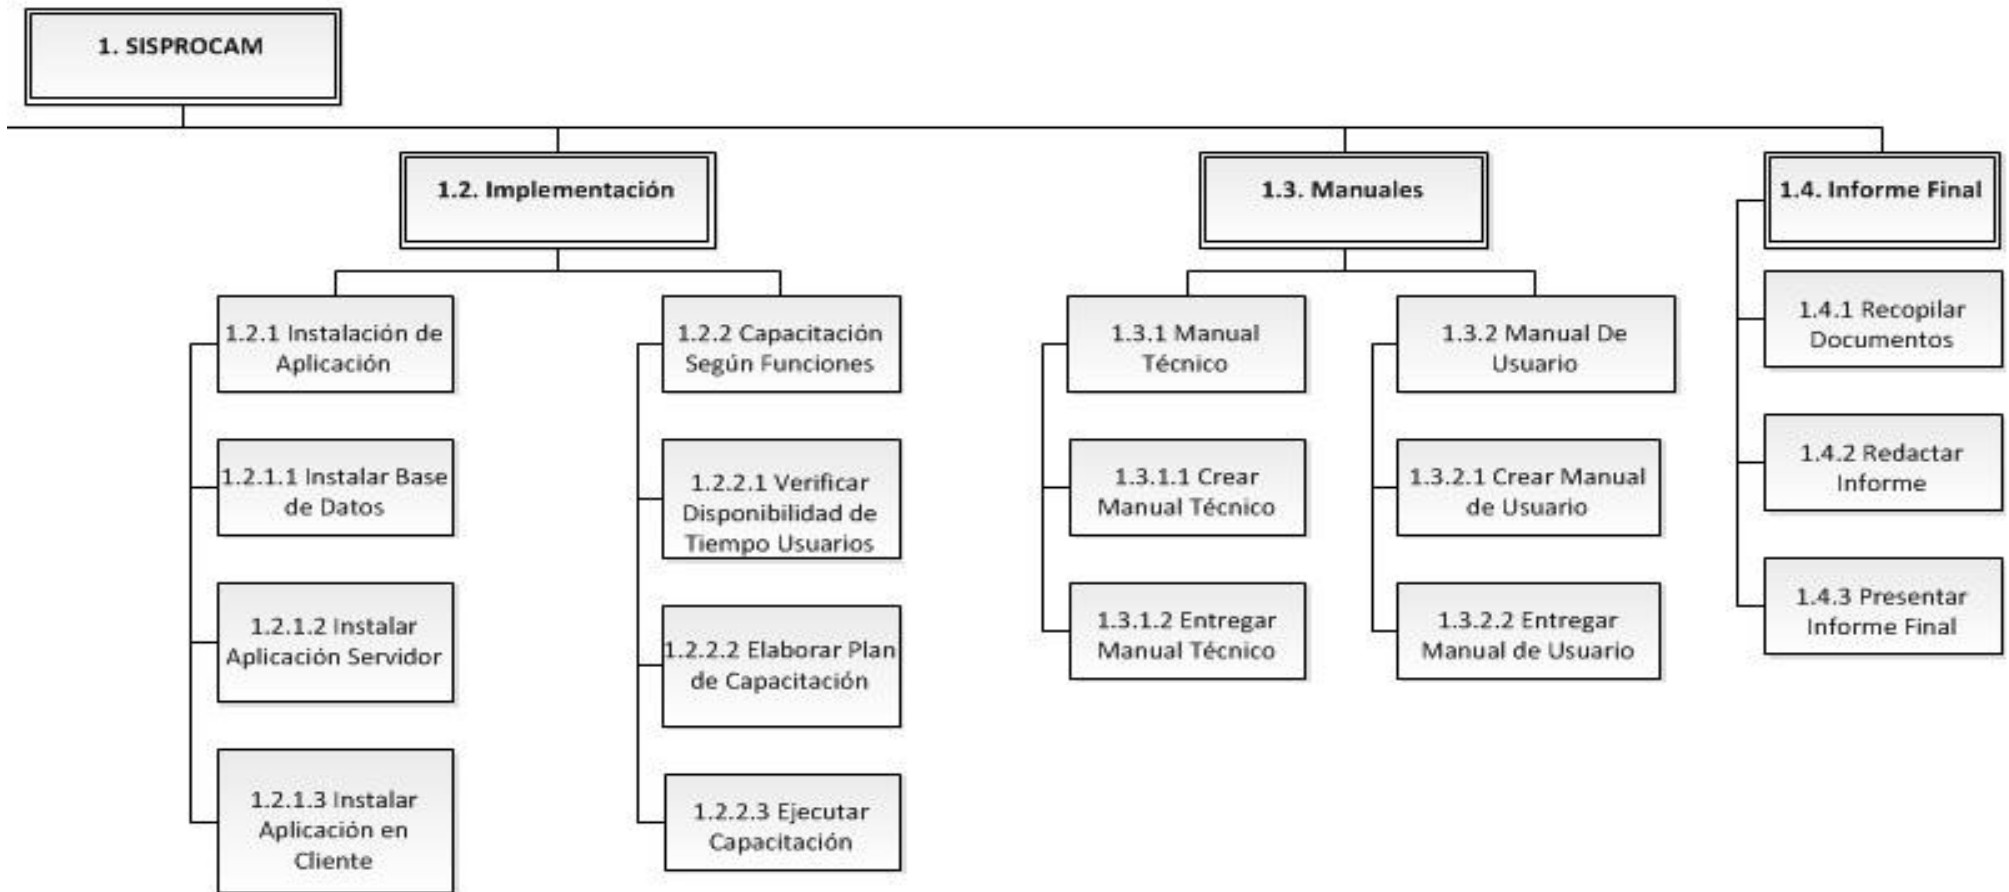 1. SISPROCAM
1.2. Implementación
1.2.1 Instalación de
Aplicación
1.2.1.1 Instalar Base
de Datos
1.2.1.2 Instalar
Aplicación Servidor
1.2.1.3 Instalar
Aplicación en
Cliente
1.2.2 Capacitación
Según Funciones
1.2.2.1 Verificar
Disponibilidad de
Tiempo Usuarios
1.2.2.2 Elaborar Plan
de Capacitación
1.2.2.3 Ejecutar
Capacitación
1.3. Manuales
1.3.1 Manual
Técnico
1.3.1.1 Crear
Manual Técnico
1.3.1.2 Entregar
Manual Técnico
1.3.2 Manual De
Usuario
1.3.2.1 Crear Manual
de Usuario
1.3.2.2 Entregar
Manual de Usuario
1.4. Informe Final
1.4.1 Recopilar
Documentos
1.4.2 Redactar
Informe
1.4.3 Presentar
Informe Final